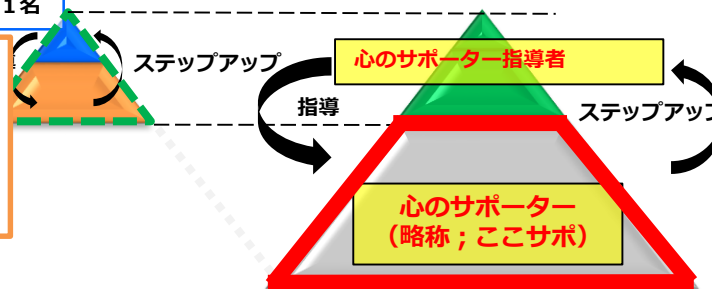 1名
ステップアップ
心のサポーター指導者
指導
ステップアップ
心のサポーター
（略称；ここサポ）